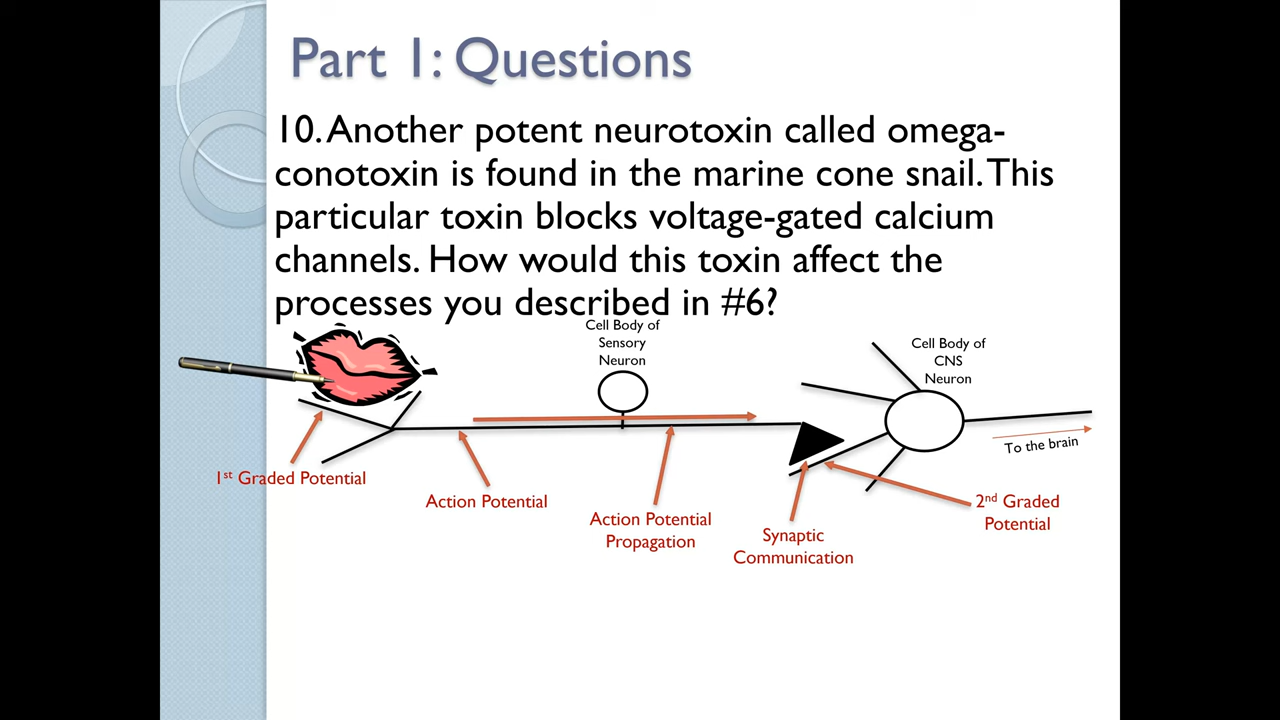 Part 1: Questions
10. Another potent neurotoxin called omega-
conotoxin is found in the marine cone snail. This
particular toxin blocks voltage-gated calcium
channels. How would this toxin affect the
processes you described in #6?
Cell Body of
Sensory
Neuron
Cell Body of
CNS
Neuron
To the brain
1st Graded Potential
Action Potential
Action Potential
Propagation
Synaptic
Communication
2nd Graded
Potential